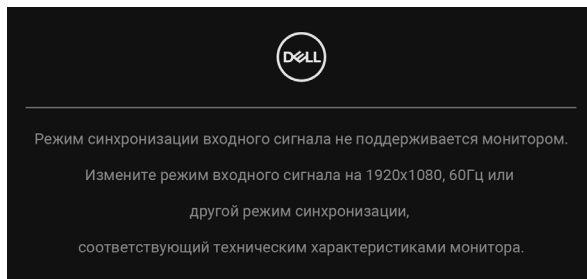 DELL
Режим синхронизации входного сигнала не поддерживается монитором.
Измените режим входного сигнала на 1920x1080, 60Гц или
другой режим синхронизации,
соответствующий техническим характеристиками монитора.